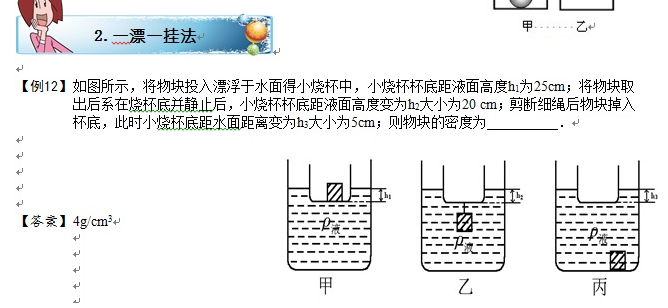 甲……乙
2.一漂一挂法
【例12】如图所示，将物块投入漂浮于水面得小烧杯中，小烧杯杯底距液面高度h₁为25cm；将物块取
出后系在烧杯底并静止后，小烧杯杯底距液面高度变为h₂大小为20 cm；剪断细绳后物块掉入
杯底，此时小烧杯底距水面距离变为h₃大小为5cm；则物块的密度为__________．
h₁
h₂
h₃
ρ液
ρ液
ρ液
【答案】4g/cm³
甲
乙
丙